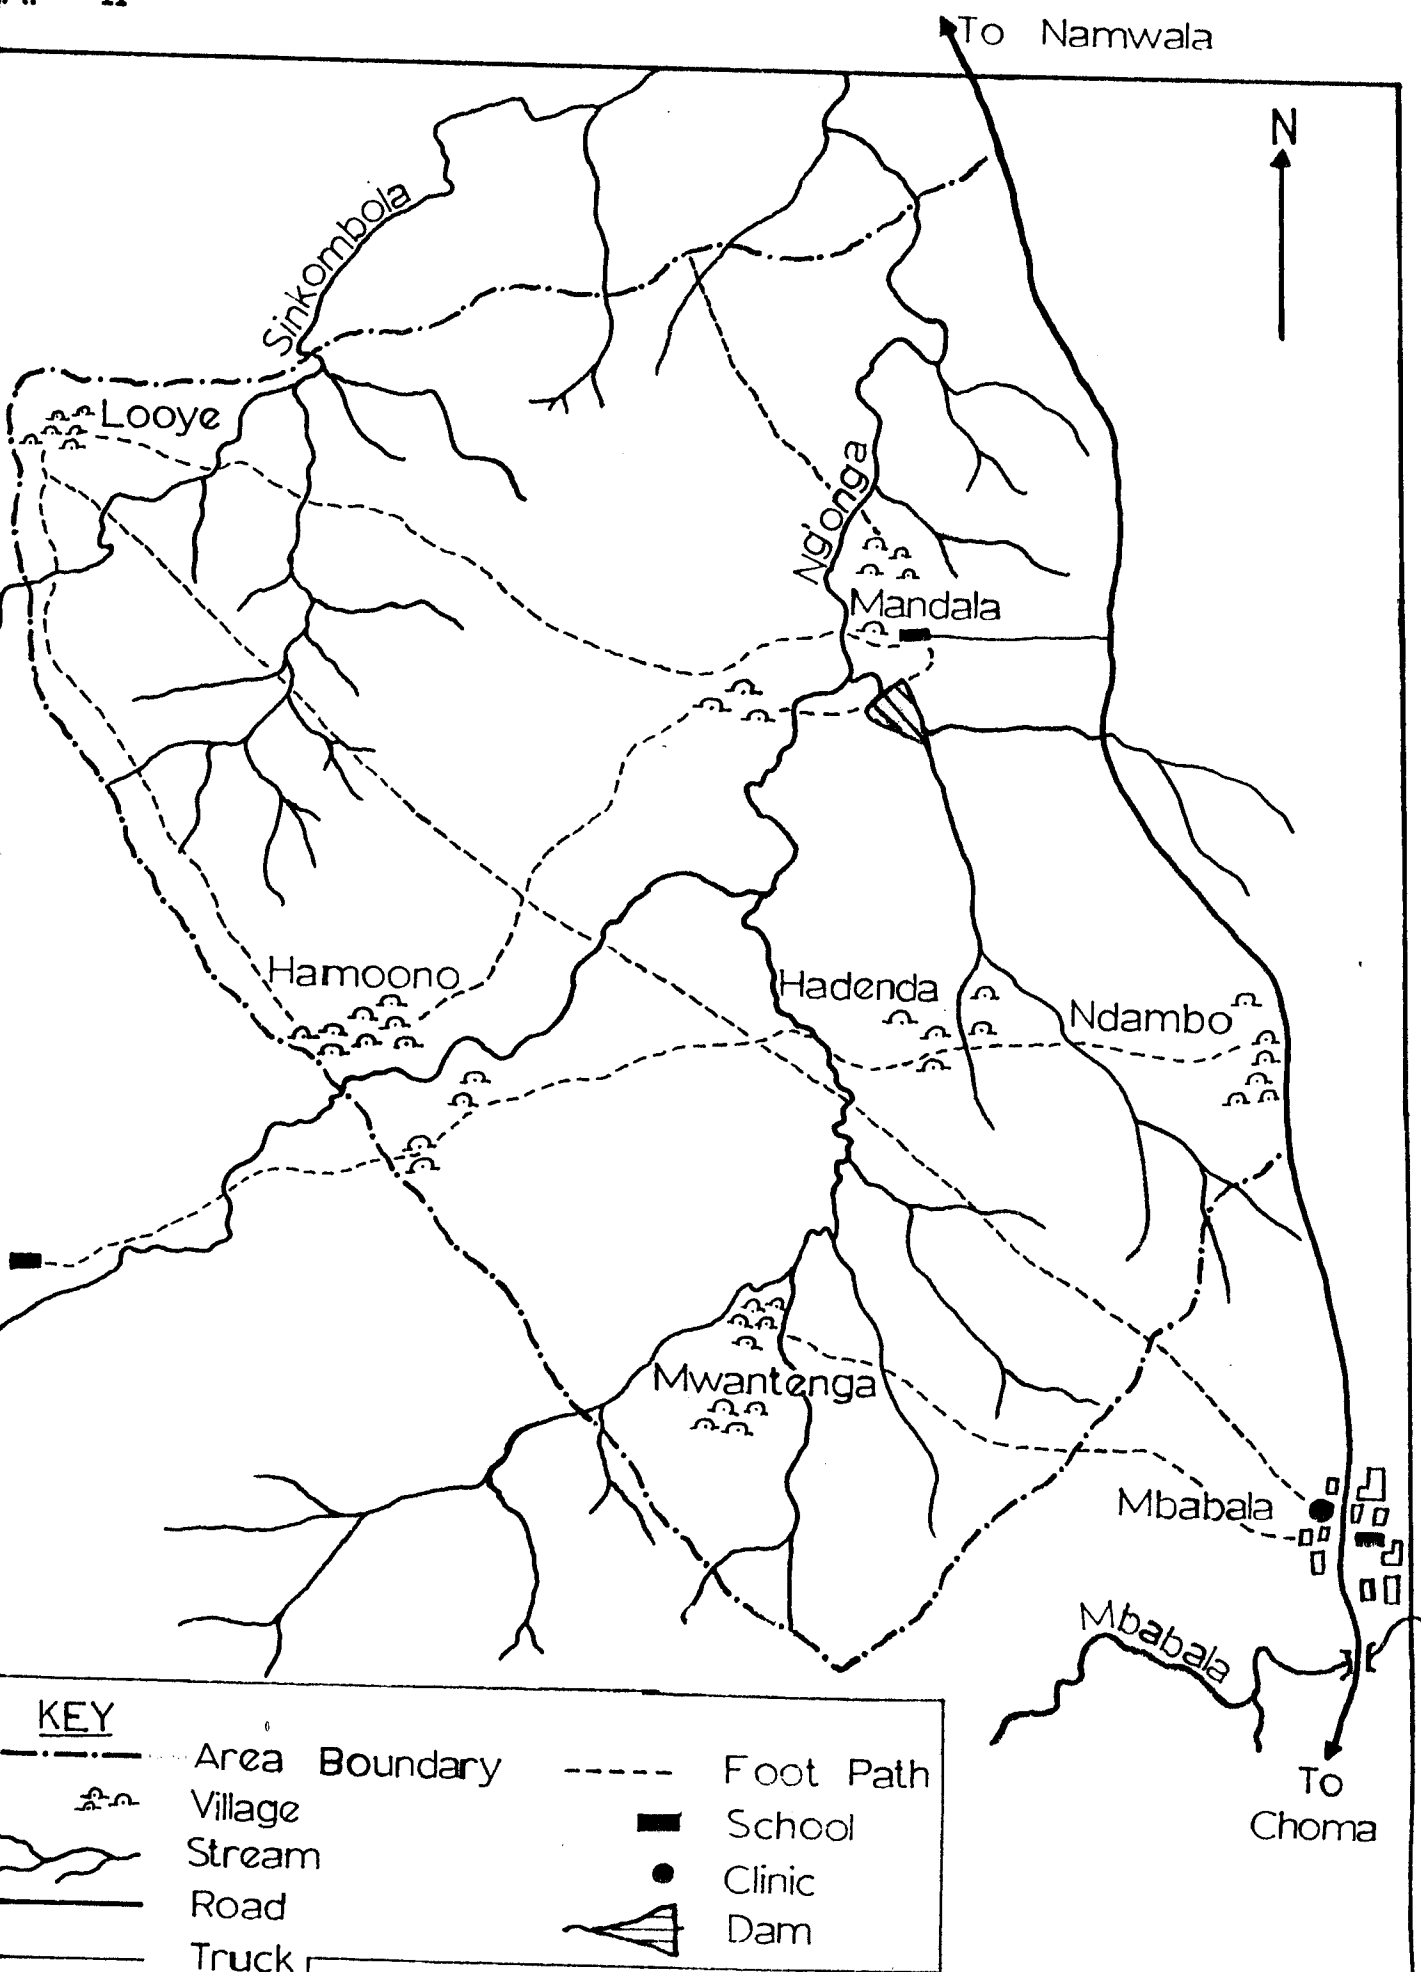 To Namwala
N
Sinkombola
Looye
Ng'onga
Mandala
Hamoono
Hadenda
Ndambo
Mwantenga
Mbabala
Mbabala
To
Choma
KEY
Area Boundary
Village
Stream
Road
Truck
Foot Path
School
Clinic
Dam